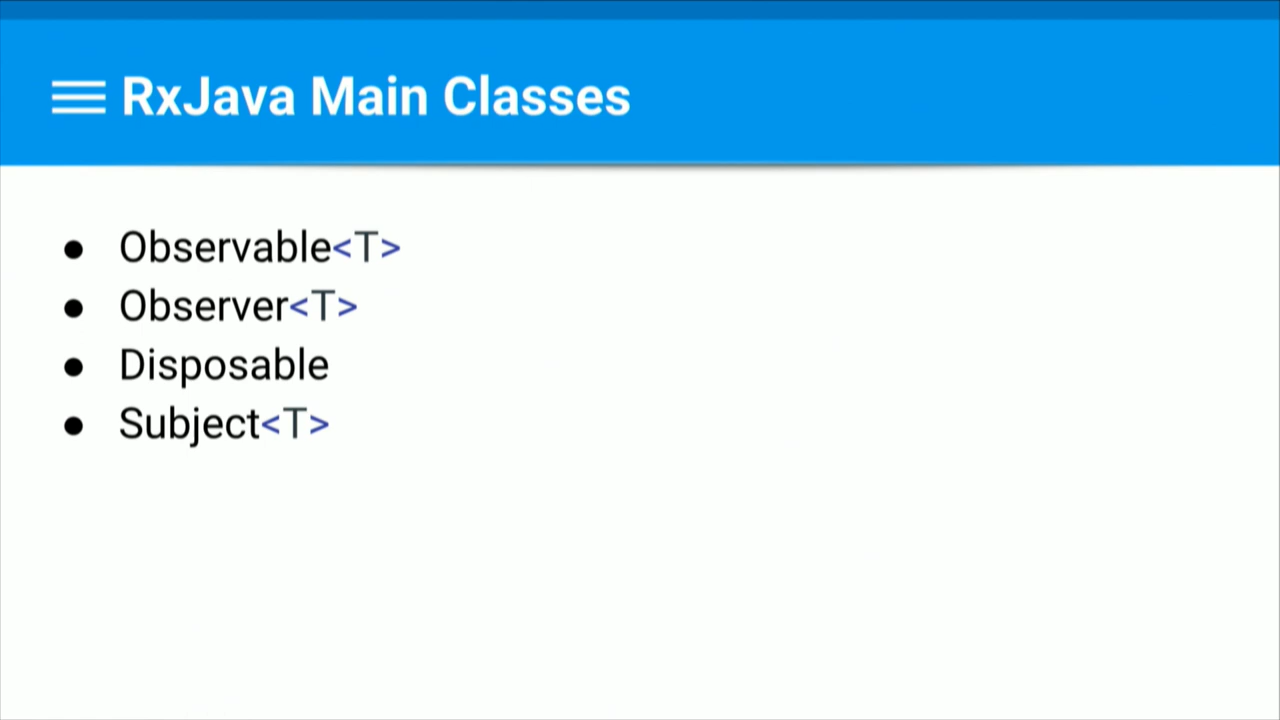 RxJava Main Classes
● Observable<T>
● Observer<T>
● Disposable
● Subject<T>